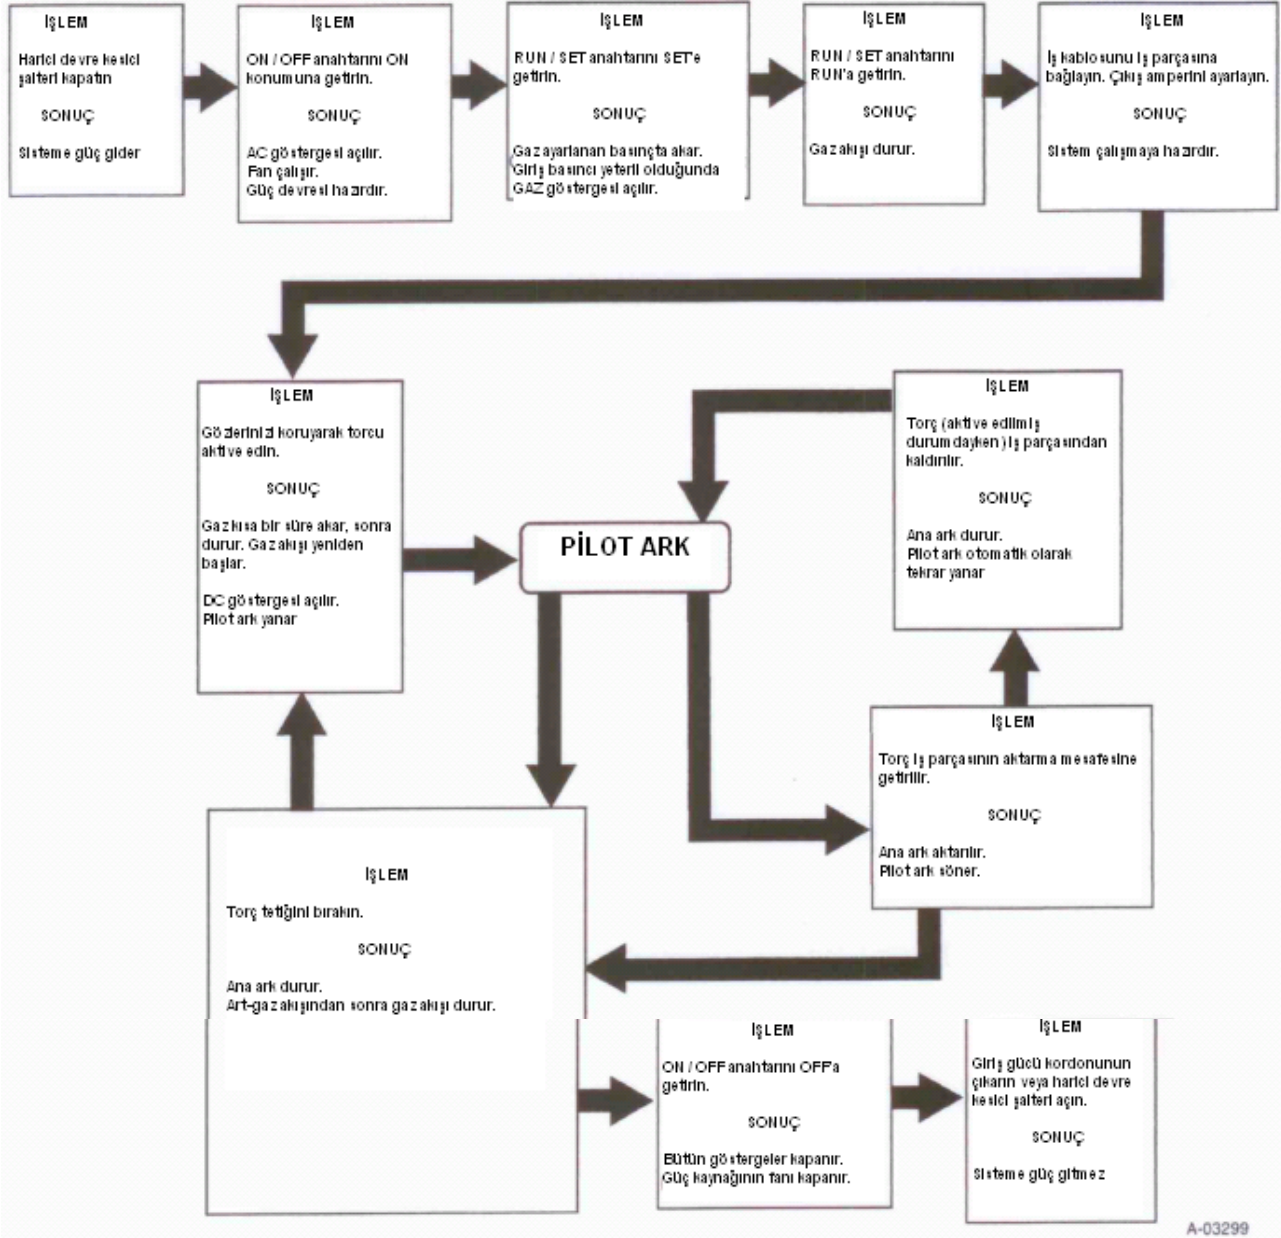 İŞLEM
Harici devre kesici
şalteri kapatın
SONUÇ
Sisteme güç gider
İŞLEM
ON / OFF anahtarını ON
konumuna getirin.
SONUÇ
AC göstergesi açılır.
Fan çalışır.
Güç devresi hazırdır.
İŞLEM
RUN / SET anahtarını SET'e
getirin.
SONUÇ
Gaz ayarlanan basınçta akar.
Giriş basıncı yeterli olduğunda
GAZ göstergesi açılır.
İŞLEM
RUN / SET anahtarını
RUN'a getirin.
SONUÇ
Gaz akışı durur.
İŞLEM
İş kablosunu iş parçasına
bağlayın. Çıkış amperini ayarlayın.
SONUÇ
Sistem çalışmaya hazırdır.
İŞLEM
Gözlerinizi koruyarak torcu
aktive edin.
SONUÇ
Gaz kısa bir süre akar, sonra
durur. Gaz akışı yeniden
başlar.
DC göstergesi açılır.
Pilot ark yanar
PİLOT ARK
İŞLEM
Torç (aktive edilmiş
durumdayken) iş parçasından
kaldırılır.
SONUÇ
Ana ark durur.
Pilot ark otomatik olarak
tekrar yanar
İŞLEM
Torç iş parçasının aktarma mesafesine
getirilir.
SONUÇ
Ana ark aktarılır.
Pilot ark söner.
İŞLEM
Torç tetiğini bırakın.
SONUÇ
Ana ark durur.
Art-gaz akışından sonra gaz akışı durur.
İŞLEM
ON / OFF anahtarını OFF'a
getirin.
SONUÇ
Bütün göstergeler kapanır.
Güç kaynağının fanı kapanır.
İŞLEM
Giriş gücü kordonunun
çıkarın veya harici devre
kesici şalteri açın.
SONUÇ
Sisteme güç gitmez
A-03299